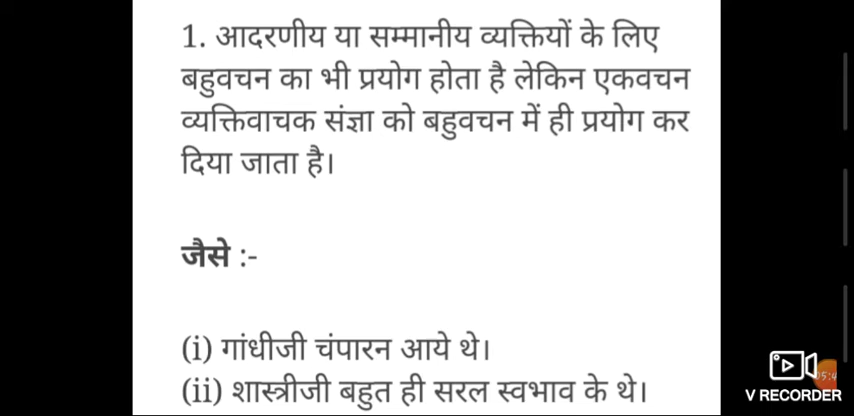 1. आदरणीय या सम्मानीय व्यक्तियों के लिए
बहुवचन का भी प्रयोग होता है लेकिन एकवचन
व्यक्तिवाचक संज्ञा को बहुवचन में ही प्रयोग कर
दिया जाता है।
जैसे :-
(i) गांधीजी चंपारन आये थे।
(ii) शास्त्रीजी बहुत ही सरल स्वभाव के थे।
V RECORDER